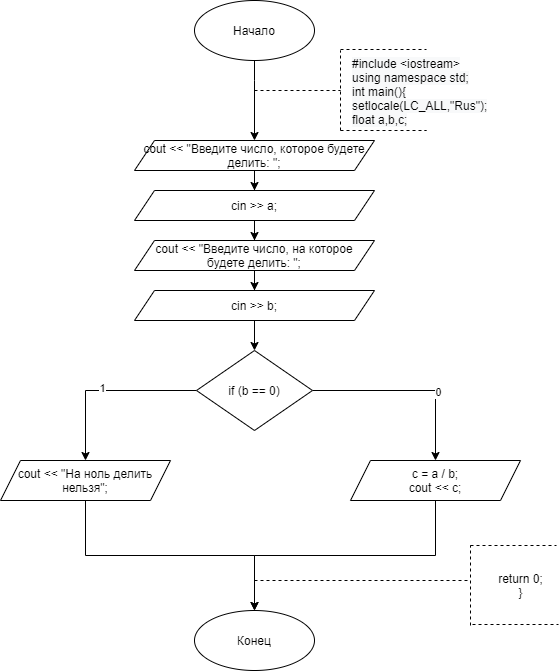 Начало
#include <iostream>
using namespace std;
int main(){
setlocale(LC_ALL,"Rus");
float a,b,c;
cout << "Введите число, которое будете
делить: ";
cin >> a;
cout << "Введите число, на которое
будете делить: ";
cin >> b;
if (b == 0)
1
0
cout << "На ноль делить
нельзя";
c = a / b;
cout << c;
return 0;
}
Конец